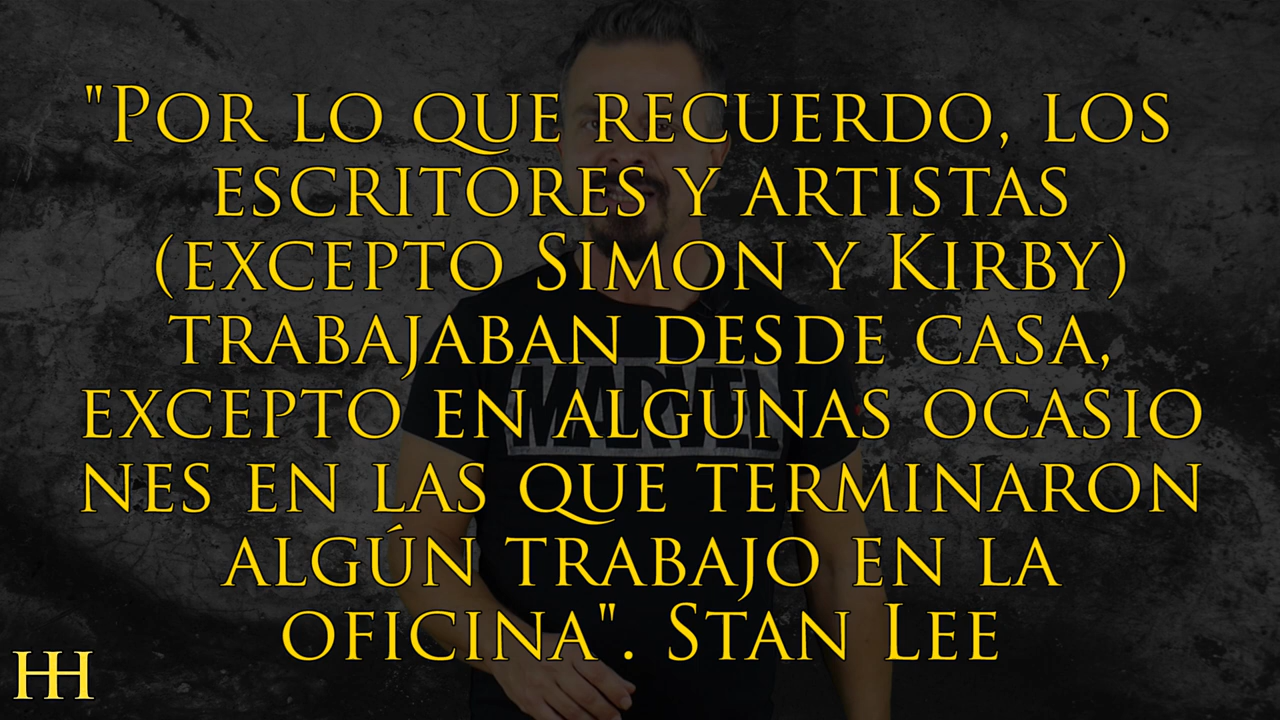 "Por lo que recuerdo, los
escritores y artistas
(excepto Simon y Kirby)
trabajaban desde casa,
excepto en algunas ocasio
nes en las que terminaron
algún trabajo en la
oficina". Stan Lee
MARVEL
HH